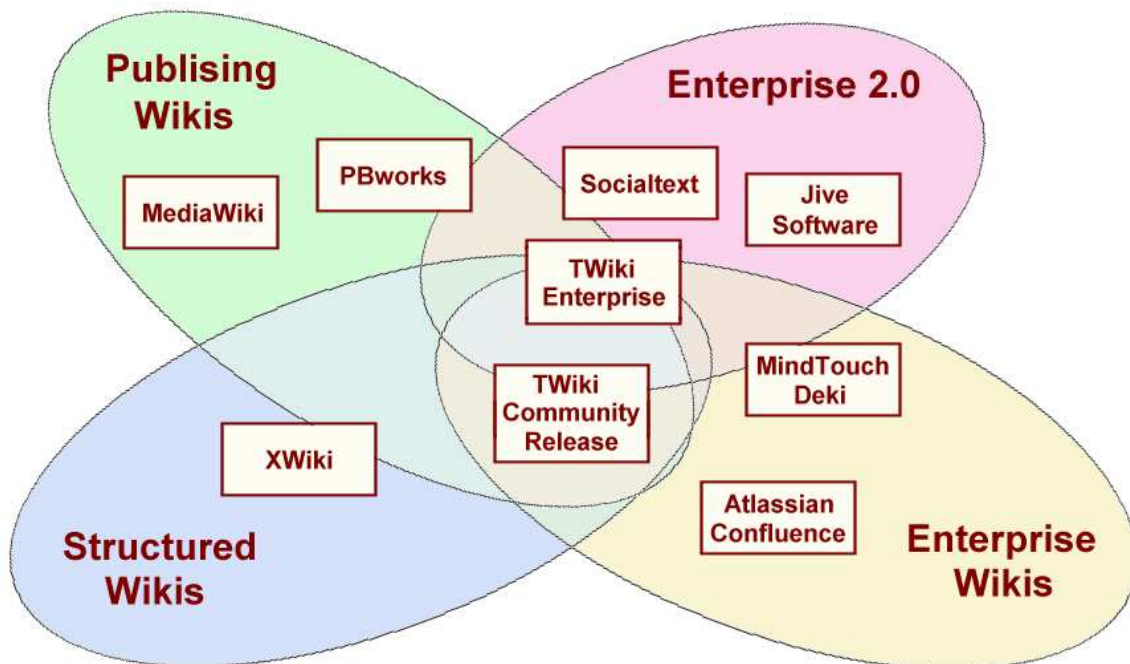 Publising
Wikis
Enterprise 2.0
PBworks
Socialtext
MediaWiki
Jive
Software
TWiki
Enterprise
MindTouch
Deki
TWiki
Community
Release
XWiki
Atlassian
Confluence
Structured
Wikis
Enterprise
Wikis